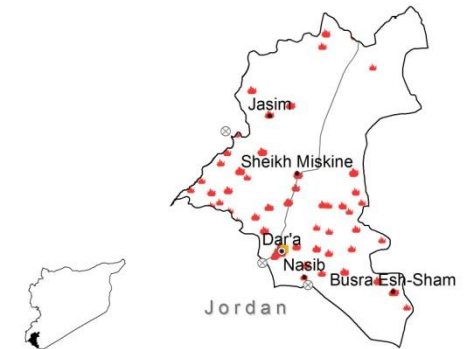 Jasim
Sheikh Miskine
Dar'a
Nasib
Busra Esh-Sham
Jordan